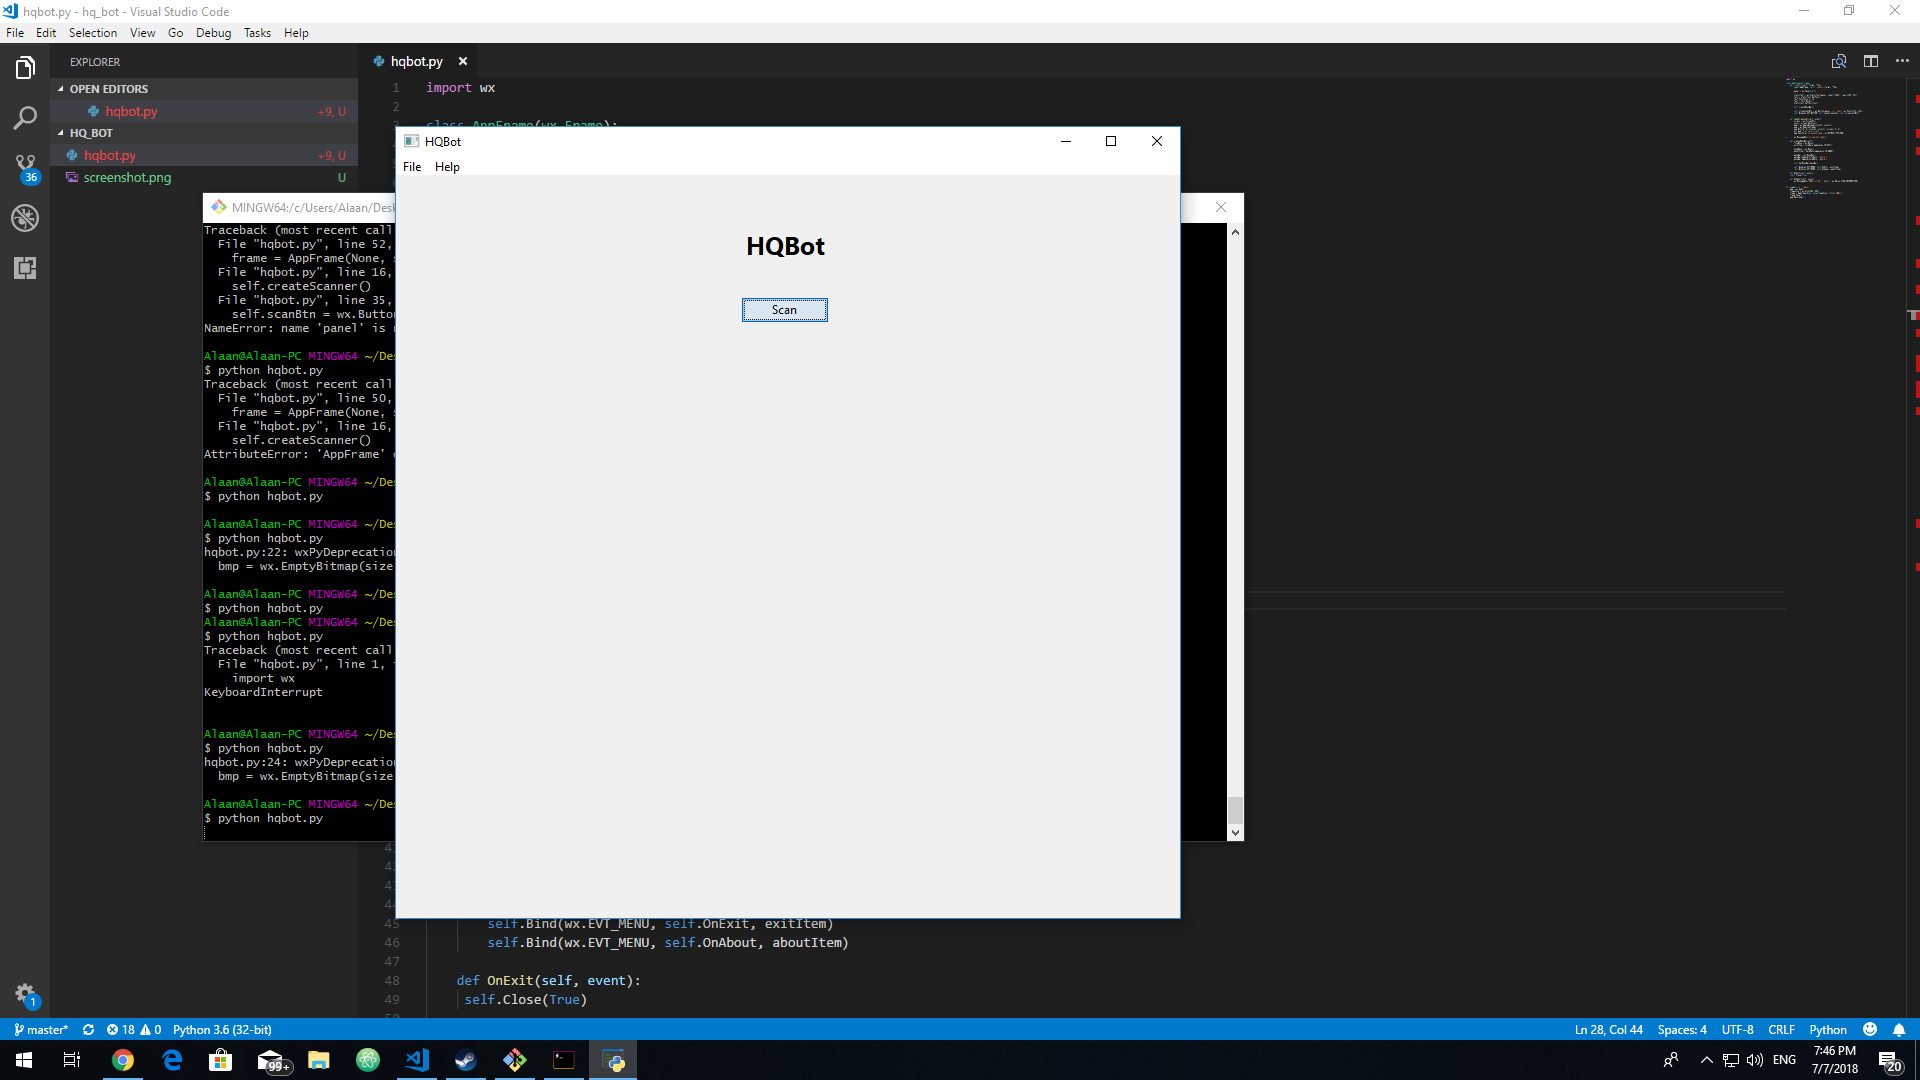 hqbot.py - hq_bot - Visual Studio Code
File Edit Selection View Go Debug Tasks Help
EXPLORER
OPEN EDITORS
hqbot.py +9, U
HQ_BOT
hqbot.py +9, U
screenshot.png U
36
1
hqbot.py
1 import wx
2
3 class AppFrame(wx.Frame):
MINGW64:/c/Users/Alaan/Desk
Traceback (most recent call
File "hqbot.py", line 52,
frame = AppFrame(None,
File "hqbot.py", line 16,
self.createScanner()
File "hqbot.py", line 35,
self.scanBtn = wx.Button
NameError: name 'panel' is
Alaan@Alaan-PC MINGW64 ~/Des
$ python hqbot.py
Traceback (most recent call
File "hqbot.py", line 50,
frame = AppFrame(None,
File "hqbot.py", line 16,
self.createScanner()
AttributeError: 'AppFrame'
Alaan@Alaan-PC MINGW64 ~/Des
$ python hqbot.py
Alaan@Alaan-PC MINGW64 ~/Des
$ python hqbot.py
hqbot.py:22: wxPyDeprecation
bmp = wx.EmptyBitmap(size
Alaan@Alaan-PC MINGW64 ~/Des
$ python hqbot.py
Alaan@Alaan-PC MINGW64 ~/Des
$ python hqbot.py
Traceback (most recent call
File "hqbot.py", line 1,
import wx
KeyboardInterrupt
Alaan@Alaan-PC MINGW64 ~/Des
$ python hqbot.py
hqbot.py:24: wxPyDeprecation
bmp = wx.EmptyBitmap(size
Alaan@Alaan-PC MINGW64 ~/Des
$ python hqbot.py
HQBot
File Help
HQBot
Scan
45 self.Bind(wx.EVT_MENU, self.OnExit, exitItem)
46 self.Bind(wx.EVT_MENU, self.OnAbout, aboutItem)
47
48 def OnExit(self, event):
49 self.Close(True)
master* 18 0 Python 3.6 (32-bit)
Ln 28, Col 44 Spaces: 4 UTF-8 CRLF Python
99+
ENG
7:46 PM
7/7/2018
20